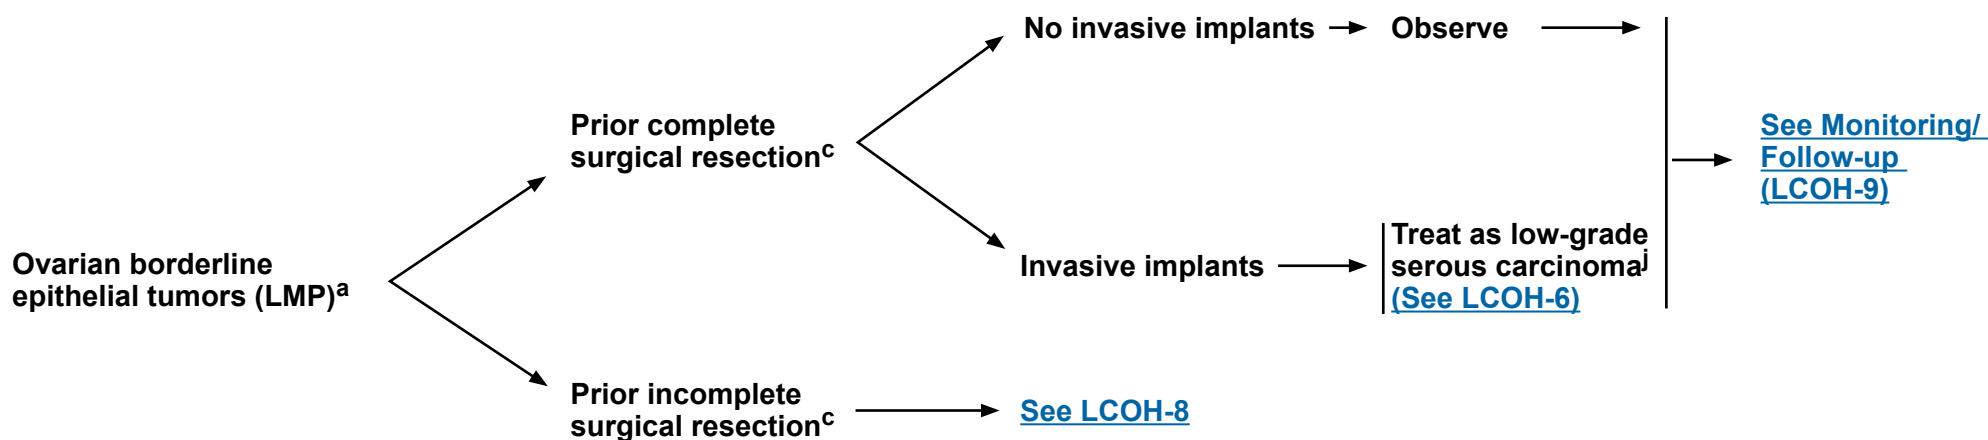 No invasive implants
Observe
Prior complete
surgical resectionᶜ
See Monitoring/
Follow-up
(LCOH-9)
Ovarian borderline
epithelial tumors (LMP)ᵃ
Invasive implants
Treat as low-grade
serous carcinomaʲ
(See LCOH-6)
Prior incomplete
surgical resectionᶜ
See LCOH-8